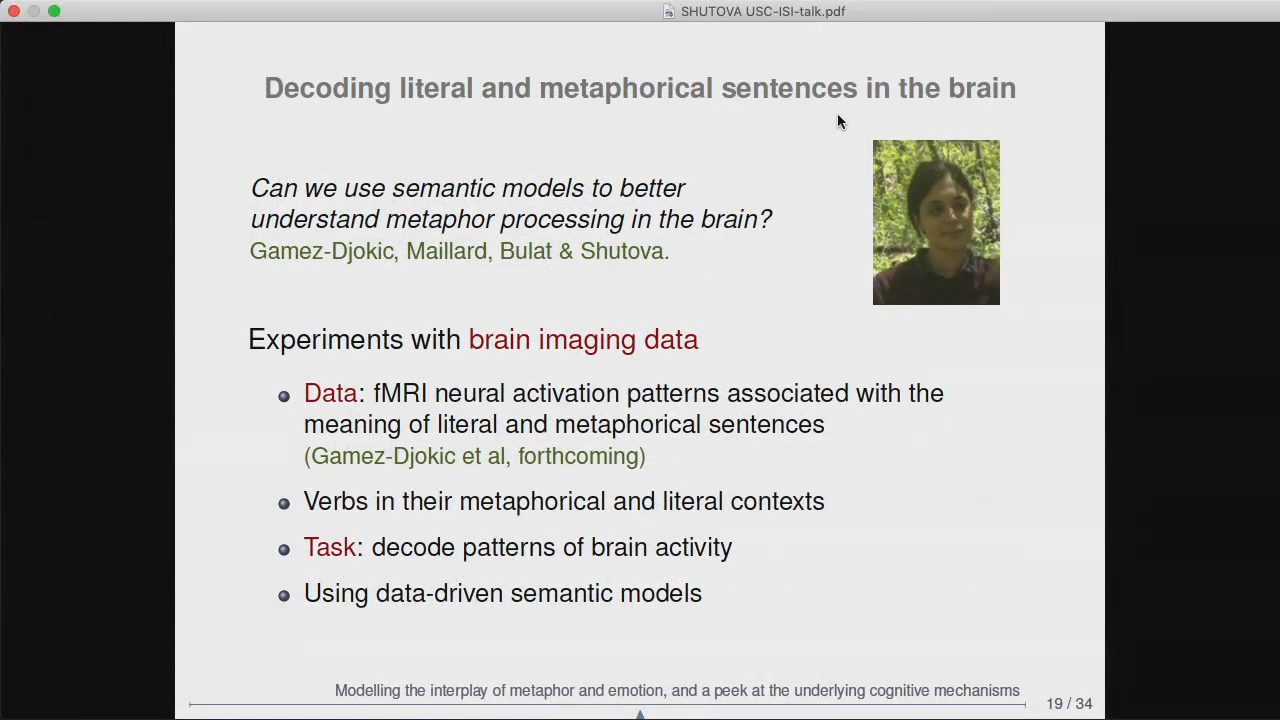 SHUTOVA USC-ISI-talk.pdf
Decoding literal and metaphorical sentences in the brain
Can we use semantic models to better
understand metaphor processing in the brain?
Gamez-Djokic, Maillard, Bulat & Shutova.
Experiments with brain imaging data
Data: fMRI neural activation patterns associated with the
meaning of literal and metaphorical sentences
(Gamez-Djokic et al, forthcoming)
Verbs in their metaphorical and literal contexts
Task: decode patterns of brain activity
Using data-driven semantic models
Modelling the interplay of metaphor and emotion, and a peek at the underlying cognitive mechanisms
19 / 34